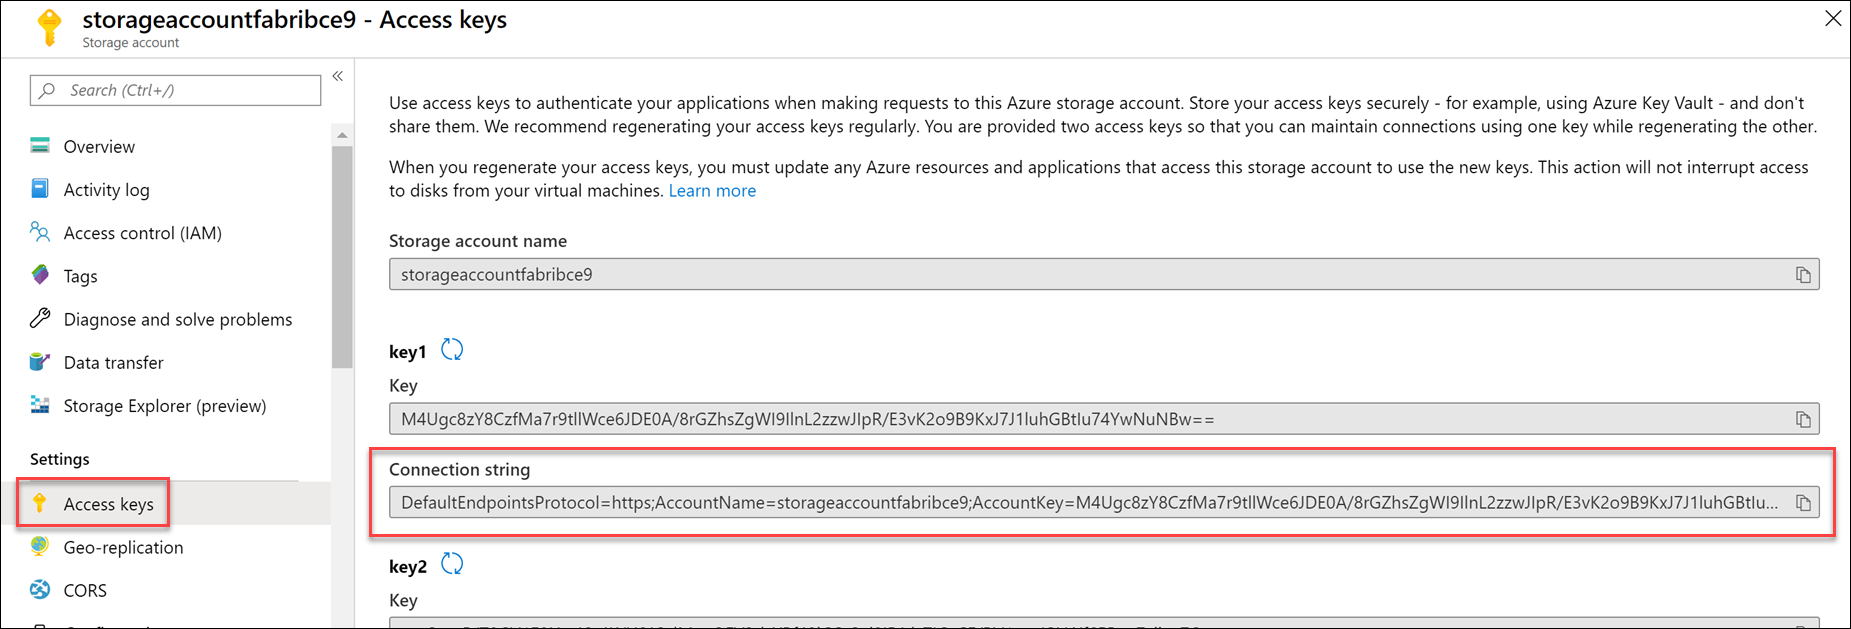 storageaccountfabribce9 - Access keys
Storage account
Search (Ctrl+/)
Overview
Activity log
Access control (IAM)
Tags
Diagnose and solve problems
Data transfer
Storage Explorer (preview)
Settings
Access keys
Geo-replication
CORS
Use access keys to authenticate your applications when making requests to this Azure storage account. Store your access keys securely - for example, using Azure Key Vault - and don't
share them. We recommend regenerating your access keys regularly. You are provided two access keys so that you can maintain connections using one key while regenerating the other.
When you regenerate your access keys, you must update any Azure resources and applications that access this storage account to use the new keys. This action will not interrupt access
to disks from your virtual machines. Learn more
Storage account name
storageaccountfabribce9
key1
Key
M4Ugc8zY8CzfMa7r9tllWce6JDE0A/8rGZhsZgWI9IlnL2zzwJIpR/E3vK2o9B9KxJ7J1luhGBtIu74YwNuNBw==
Connection string
DefaultEndpointsProtocol=https;AccountName=storageaccountfabribce9;AccountKey=M4Ugc8zY8CzfMa7r9tllWce6JDE0A/8rGZhsZgWI9IlnL2zzwJIpR/E3vK2o9B9KxJ7J1luhGBtIu...
key2
Key